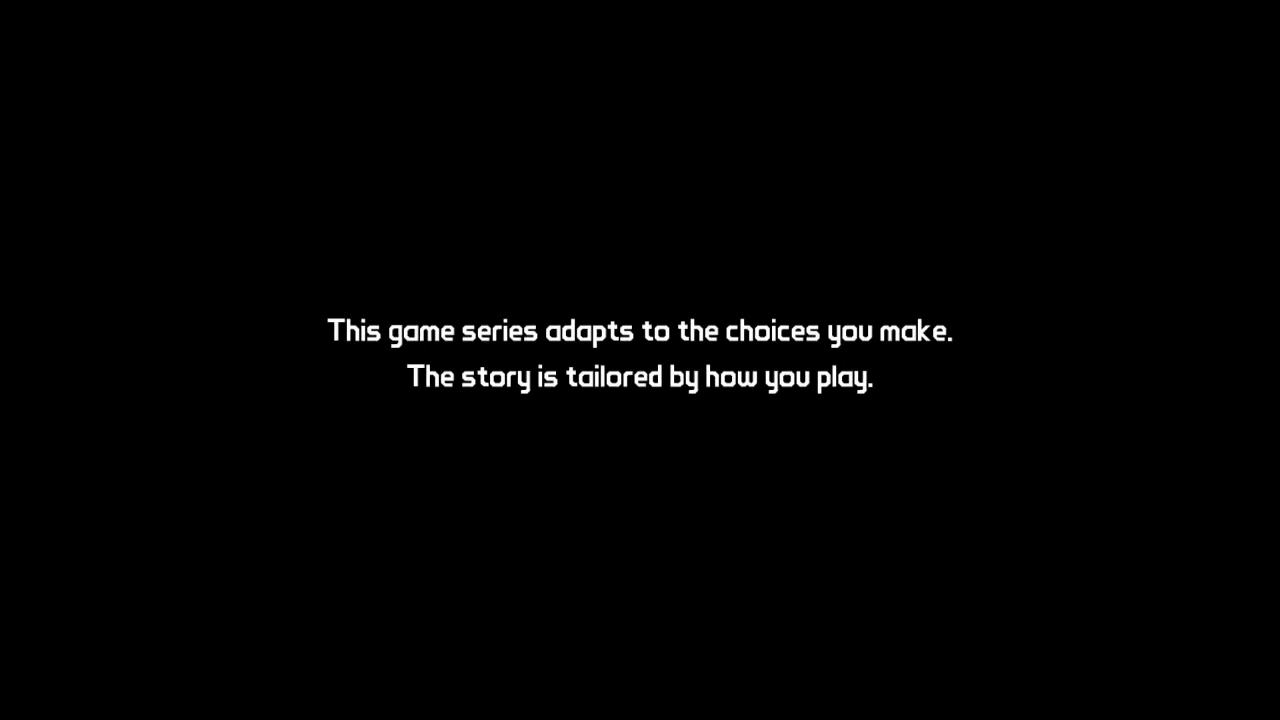 This game series adapts to the choices you make.
The story is tailored by how you play.